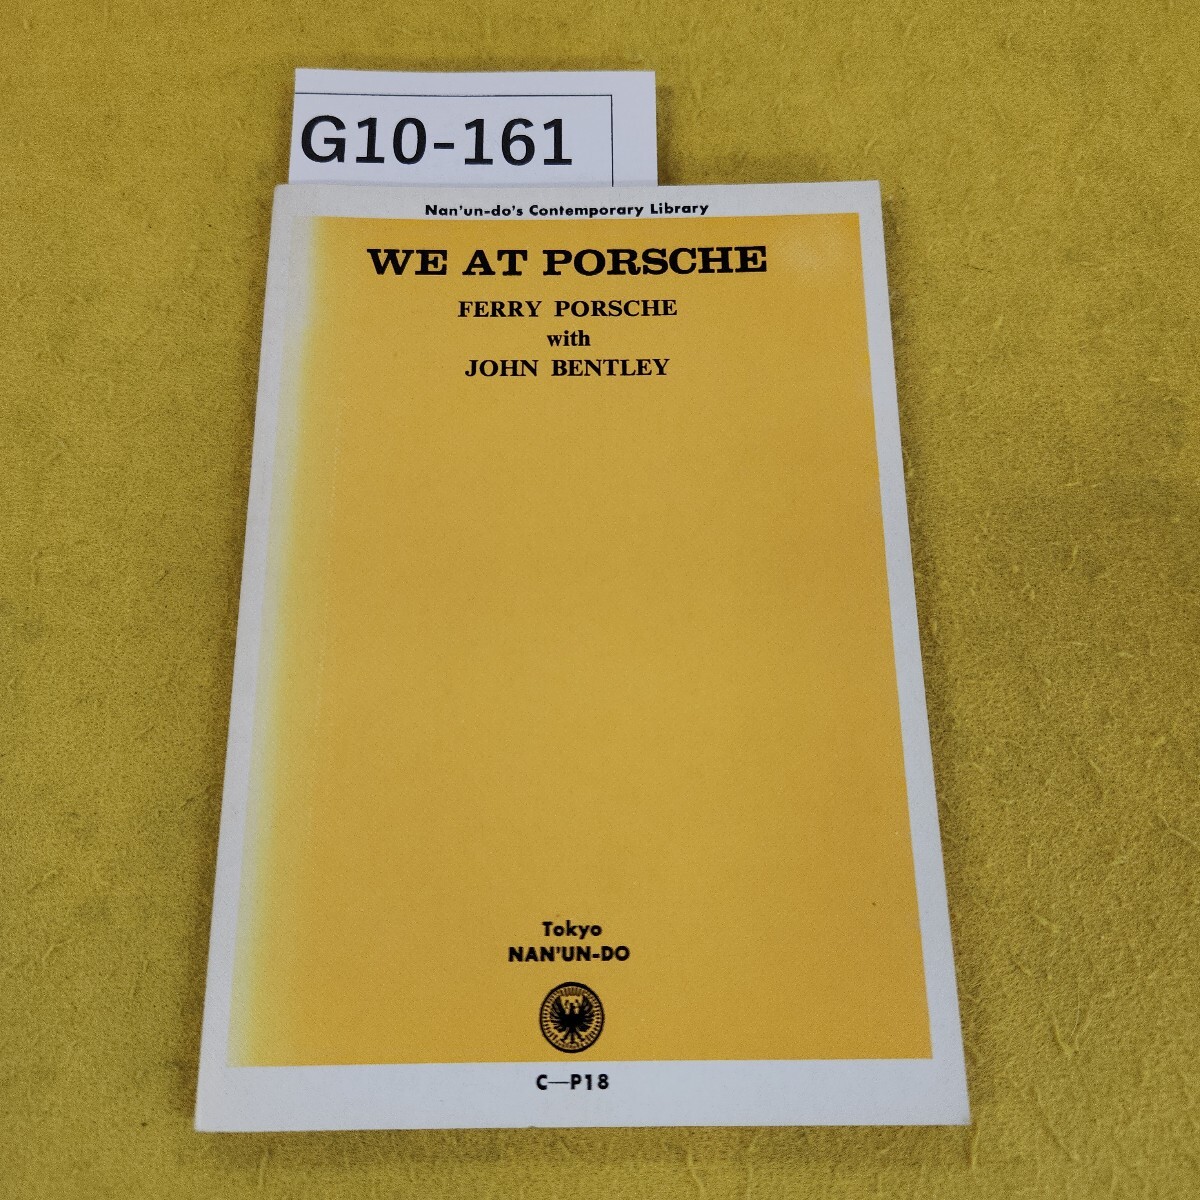 G10-161
Nan'un-do's Contemporary Library
WE AT PORSCHE
FERRY PORSCHE
with
JOHN BENTLEY
Tokyo
NAN'UN-DO
C—P18